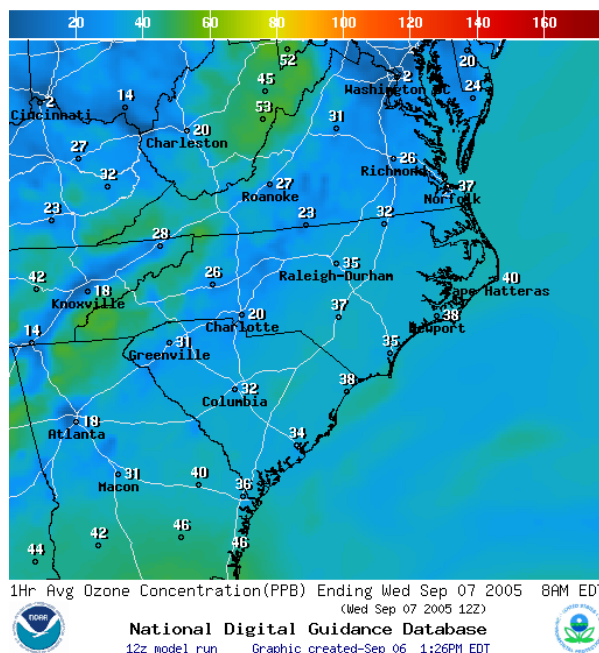 20 40 60 80 100 120 140 160
52
20
2 Washington DC
45
24
2
Cincinnati
14
53
31
20
Charleston
27
26
Richmond
32
27
Roanoke
37
Norfolk
23
23
32
28
35
Raleigh-Durham
42
26
40
Cape Hatteras
18
Knoxville
37
38
Newport
20
Charlotte
14
31
Greenville
35
32
Columbia
38
18
Atlanta
34
31
Macon
40
36
46
42
46
44
1Hr Avg Ozone Concentration(PPB) Ending Wed Sep 07 2005 8AM EDT
(Wed Sep 07 2005 12Z)
NOAA
National Digital Guidance Database
12z model run Graphic created-Sep 06 1:26PM EDT